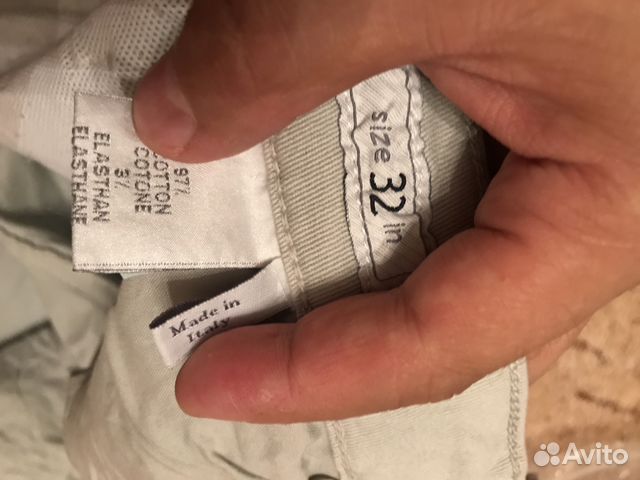 97%
COTTON
COTONE
3%
ELASTHAN
ELASTHANE
size 32 in
Made in
Italy
Avito